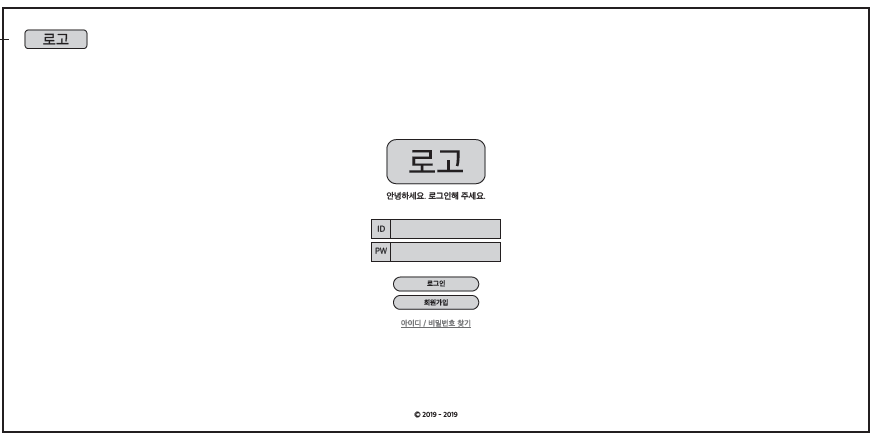 로고
로고
안녕하세요. 로그인해 주세요.
ID
PW
로그인
회원가입
아이디 / 비밀번호 찾기
© 2019 - 2019